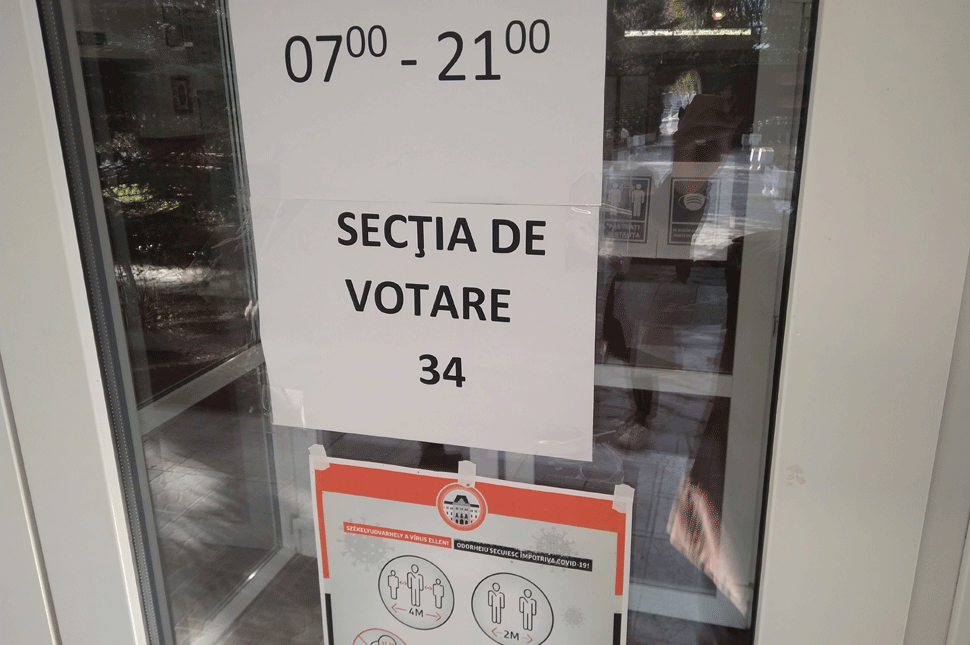 07⁰⁰ - 21⁰⁰
SECŢIA DE
VOTARE
34
SZÉKELYUDVARHELY A VÍRUS ELLEN!
ODORHEIU SECUIESC ÎMPOTRIVA COVID-19!
4M
2M